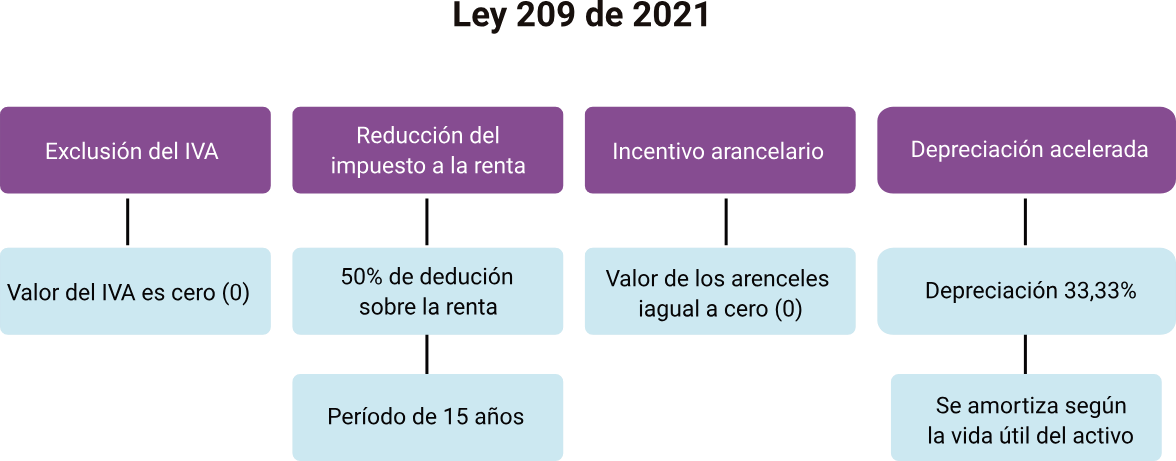 Ley 209 de 2021
Exclusión del IVA
Valor del IVA es cero (0)
Reducción del
impuesto a la renta
50% de dedución
sobre la renta
Período de 15 años
Incentivo arancelario
Valor de los arenceles
iagual a cero (0)
Depreciación acelerada
Depreciación 33,33%
Se amortiza según
la vida útil del activo